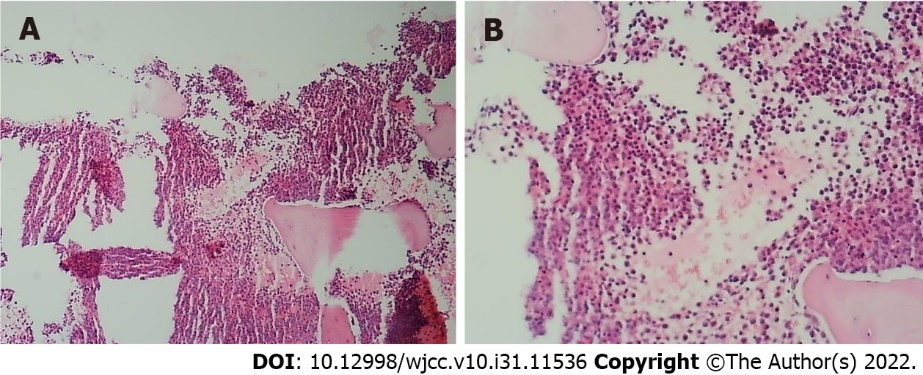 A
B
DOI: 10.12998/wjcc.v10.i31.11536 Copyright ©The Author(s) 2022.